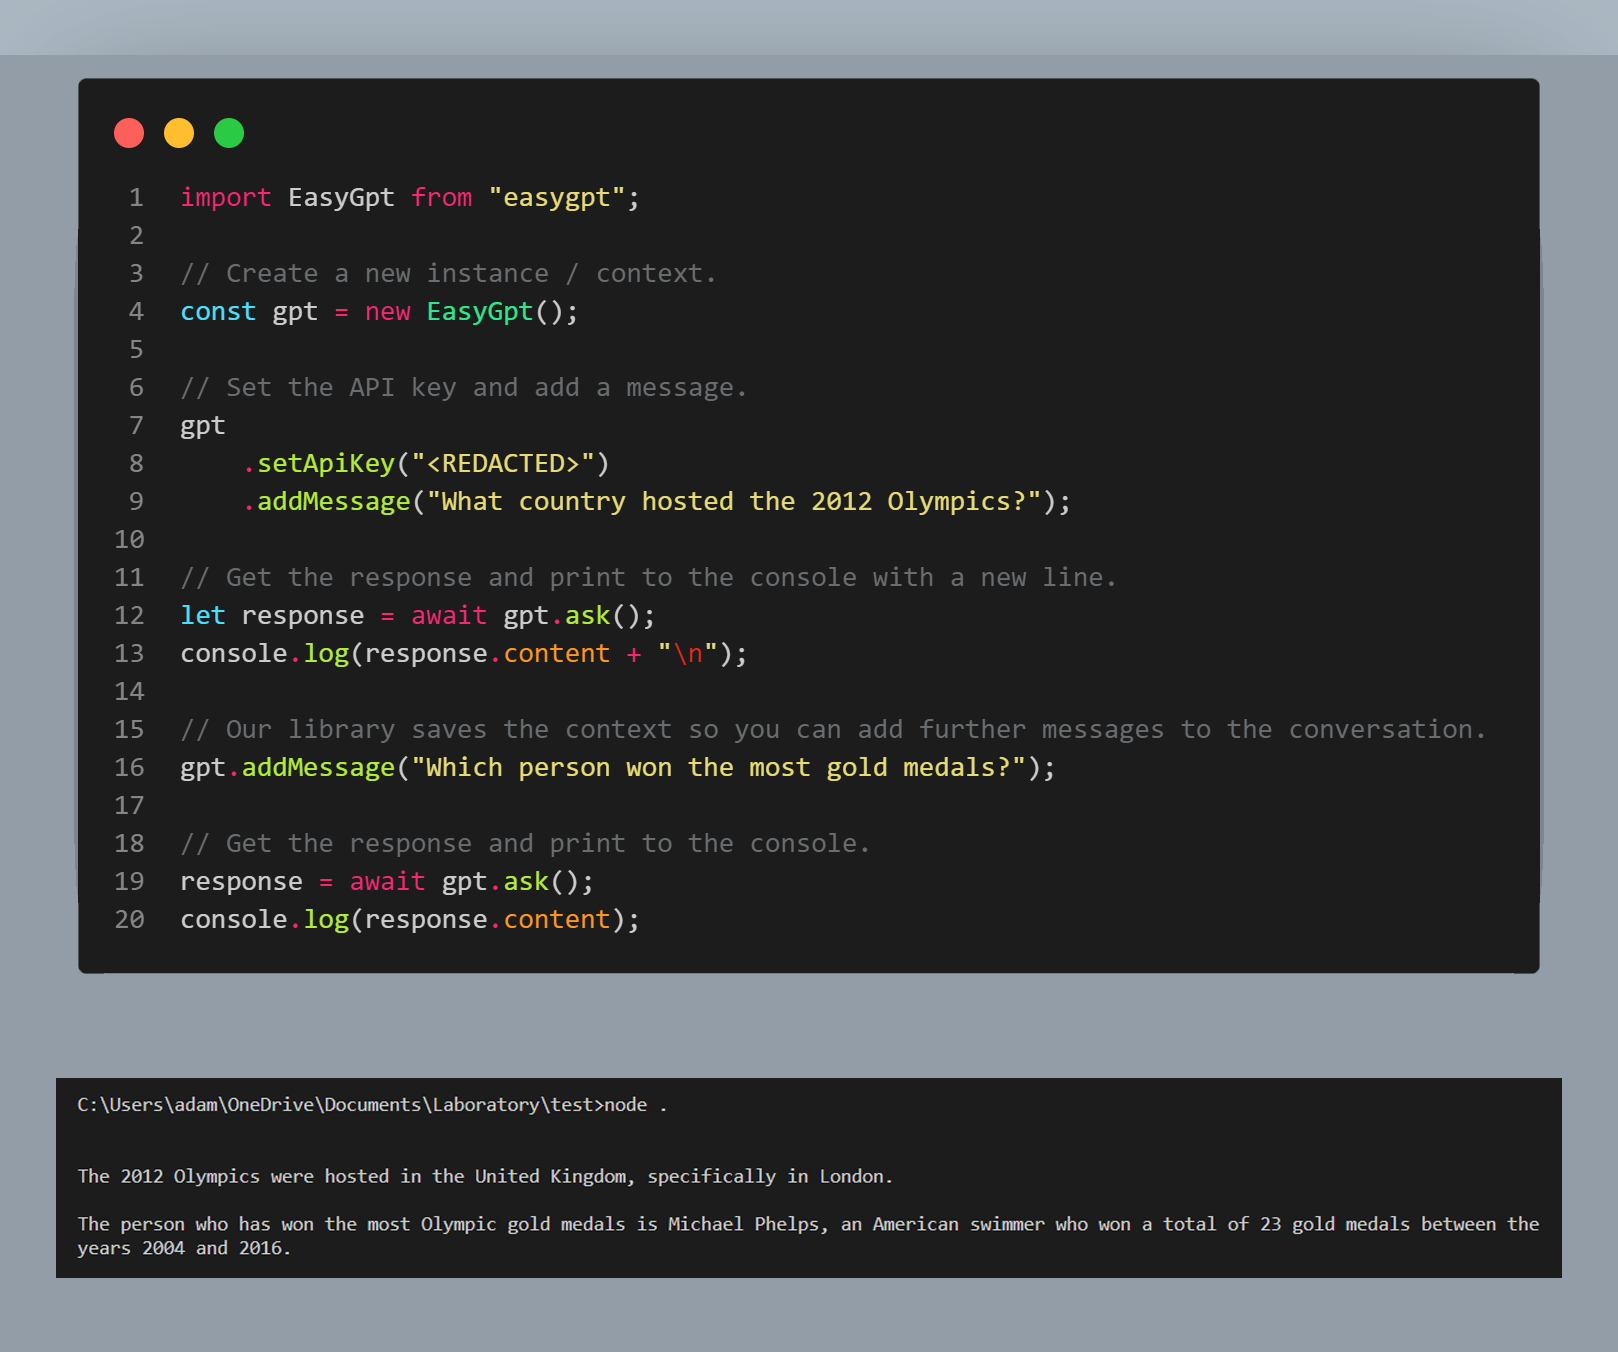 1 import EasyGpt from "easygpt";
2
3 // Create a new instance / context.
4 const gpt = new EasyGpt();
5
6 // Set the API key and add a message.
7 gpt
8     .setApiKey("<REDACTED>")
9     .addMessage("What country hosted the 2012 Olympics?");
10
11 // Get the response and print to the console with a new line.
12 let response = await gpt.ask();
13 console.log(response.content + "\n");
14
15 // Our library saves the context so you can add further messages to the conversation.
16 gpt.addMessage("Which person won the most gold medals?");
17
18 // Get the response and print to the console.
19 response = await gpt.ask();
20 console.log(response.content);
C:\Users\adam\OneDrive\Documents\Laboratory\test>node .
The 2012 Olympics were hosted in the United Kingdom, specifically in London.
The person who has won the most Olympic gold medals is Michael Phelps, an American swimmer who won a total of 23 gold medals between the
years 2004 and 2016.